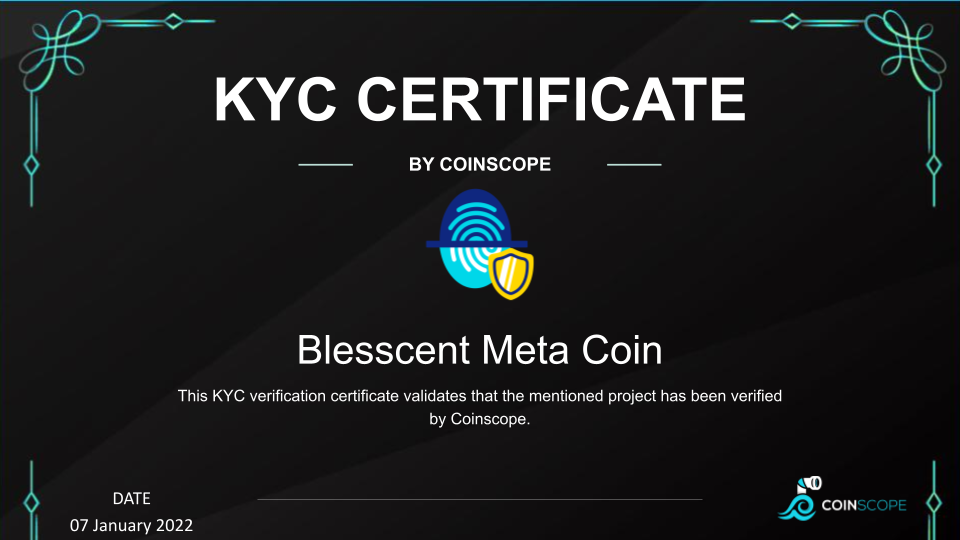 KYC CERTIFICATE
BY COINSCOPE
Blesscent Meta Coin
This KYC verification certificate validates that the mentioned project has been verified
by Coinscope.
DATE
07 January 2022
COINSCOPE